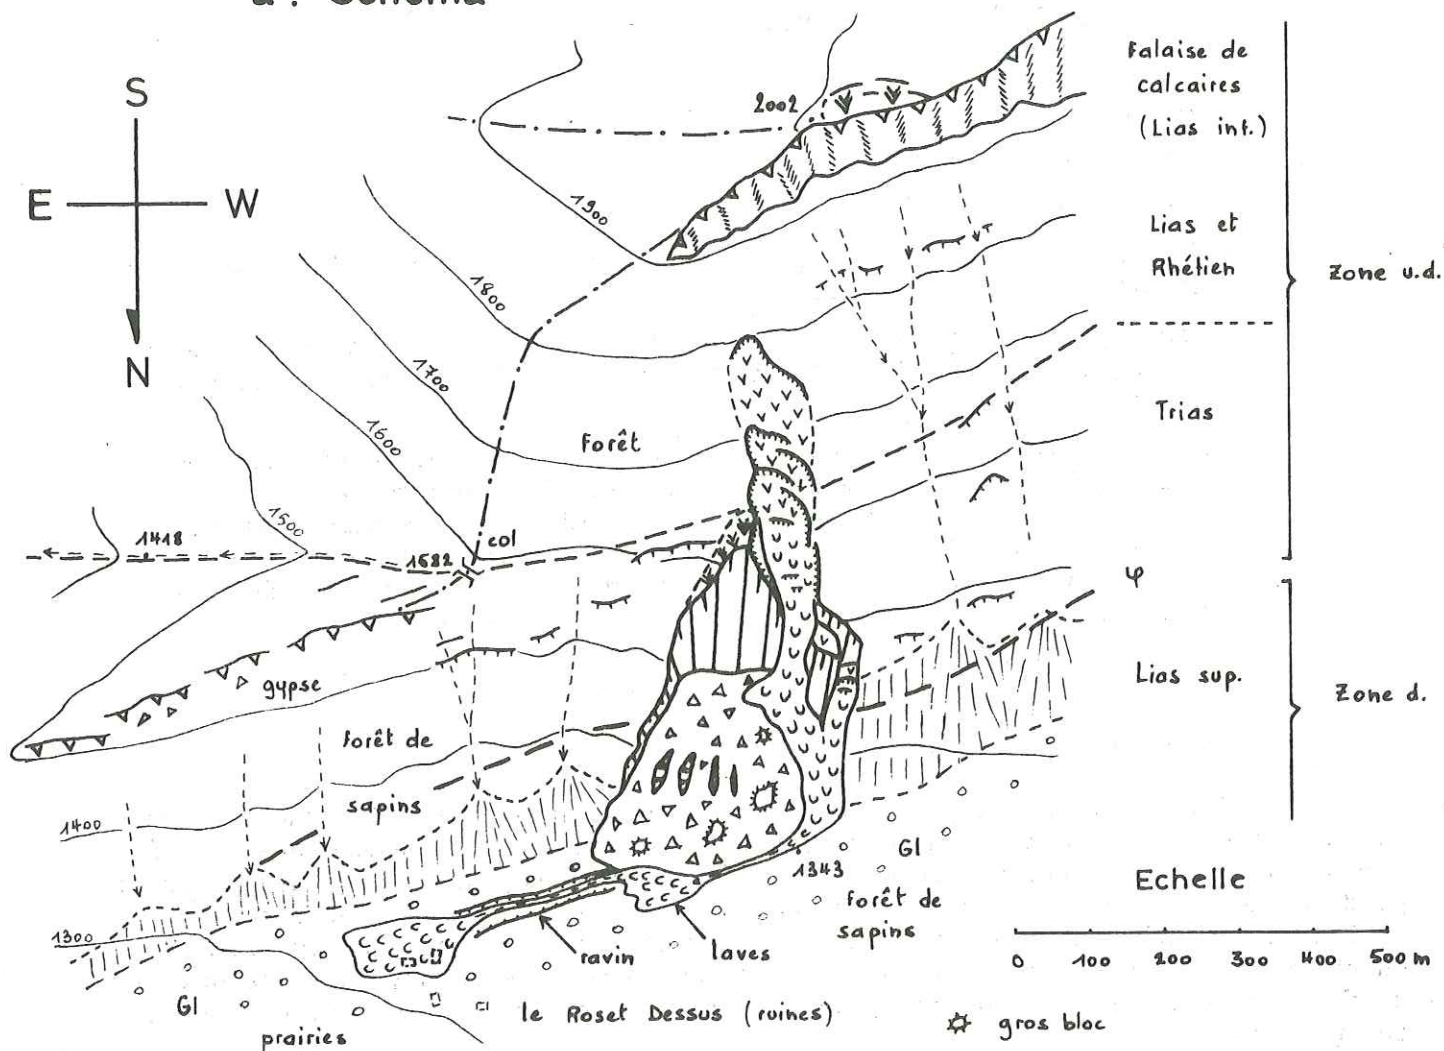 a : Schéma
S
E
W
N
Falaise de
calcaires
(Lias inf.)
2002
1900
Lias et
Rhétien
Zone u.d.
1800
1700
Trias
1600
Forêt
1500
1418
1582
col
φ
gypse
Lias sup.
Zone d.
forêt de
sapins
1400
1343
Gl
Echelle
forêt de
sapins
1300
ravin
laves
0 100 200 300 400 500 m
Gl
le Roset Dessus (ruines)
gros bloc
prairies